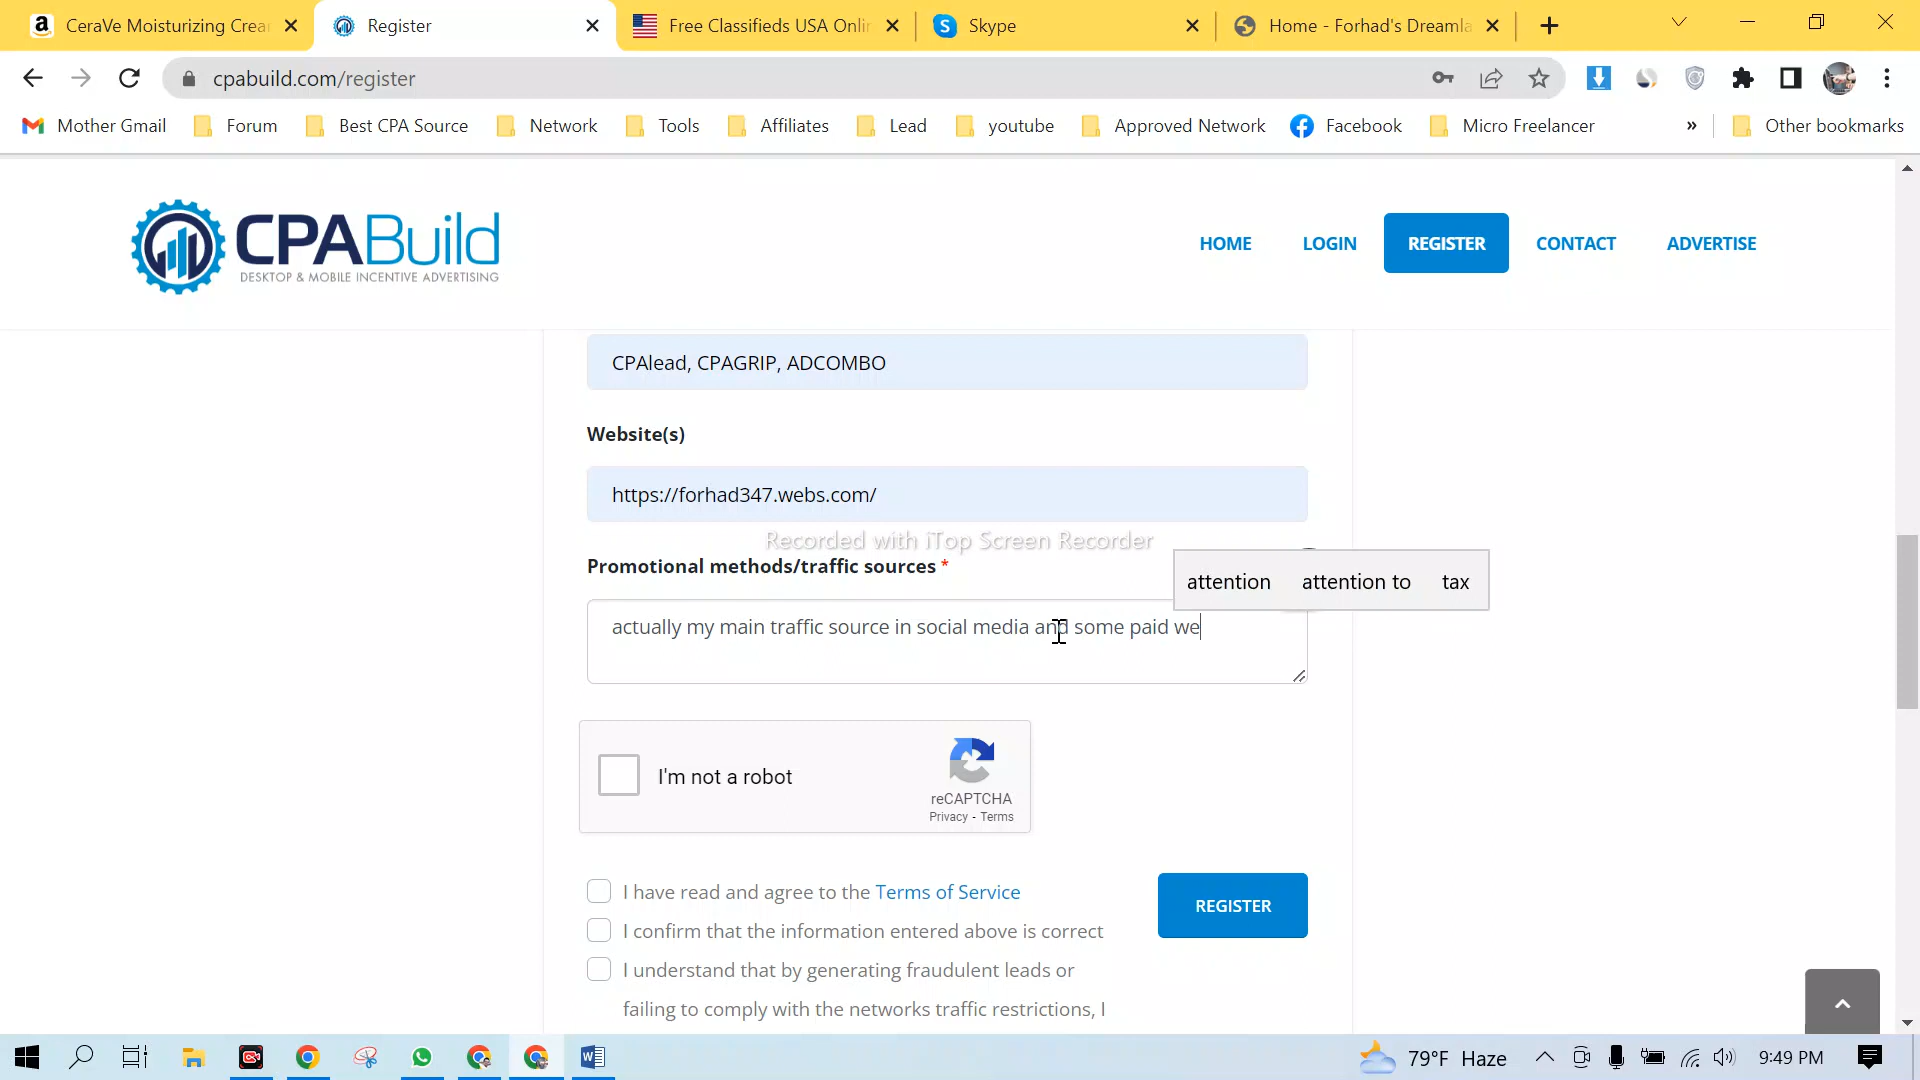 CeraVe Moisturizing Crea
Register
Free Classifieds USA Onlin
Skype
Home - Forhad's Dreamla
cpabuild.com/register
Mother Gmail
Forum
Best CPA Source
Network
Tools
Affiliates
Lead
youtube
Approved Network
Facebook
Micro Freelancer
»
Other bookmarks
CPABuild
DESKTOP & MOBILE INCENTIVE ADVERTISING
HOME
LOGIN
REGISTER
CONTACT
ADVERTISE
CPAlead, CPAGRIP, ADCOMBO
Website(s)
https://forhad347.webs.com/
Recorded with iTop Screen Recorder
Promotional methods/traffic sources *
attention attention to tax
actually my main traffic source in social media and some paid we
I'm not a robot
reCAPTCHA
Privacy - Terms
I have read and agree to the Terms of Service
I confirm that the information entered above is correct
I understand that by generating fraudulent leads or
failing to comply with the networks traffic restrictions, I
REGISTER
79°F Haze
9:49 PM